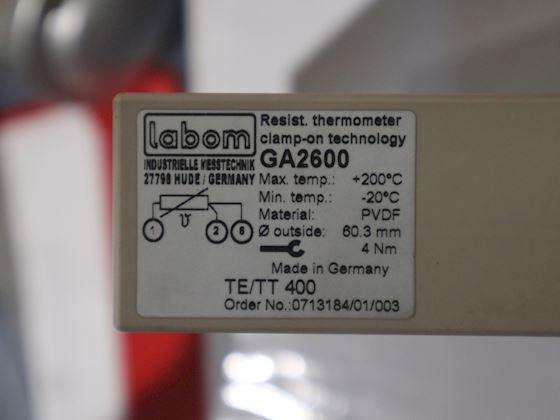 labom
INDUSTRIELLE MESSTECHNIK
27798 HUDE / GERMANY
Resist. thermometer
clamp-on technology
GA2600
Max. temp.: +200°C
Min. temp.: -20°C
Material: PVDF
Ø outside: 60.3 mm
4 Nm
1 ϑ 2 6
Made in Germany
TE/TT 400
Order No.:0713184/01/003